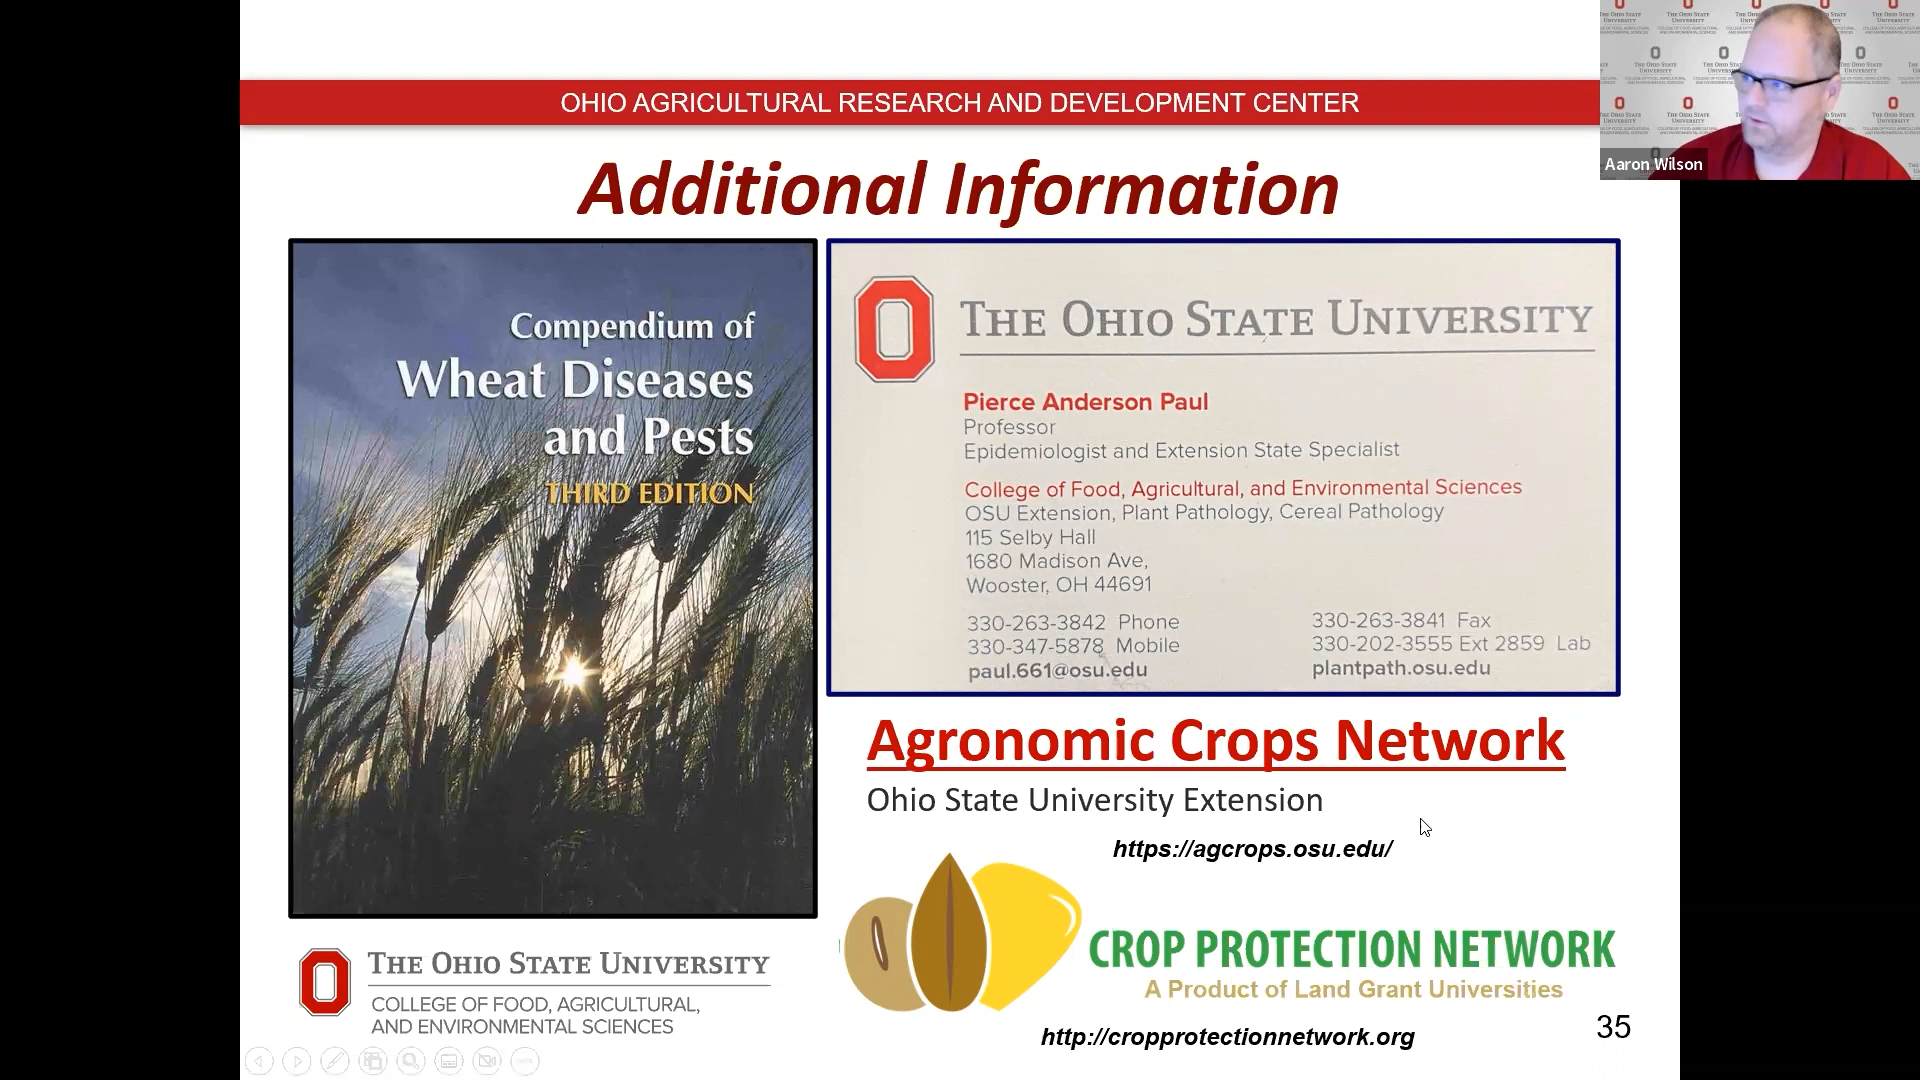 OHIO AGRICULTURAL RESEARCH AND DEVELOPMENT CENTER
Aaron Wilson
Additional Information
Compendium of
Wheat Diseases
and Pests
THIRD EDITION
THE OHIO STATE UNIVERSITY
Pierce Anderson Paul
Professor
Epidemiologist and Extension State Specialist
College of Food, Agricultural, and Environmental Sciences
OSU Extension, Plant Pathology, Cereal Pathology
115 Selby Hall
1680 Madison Ave,
Wooster, OH 44691
330-263-3842 Phone
330-263-3841 Fax
330-347-5878 Mobile
330-202-3555 Ext 2859 Lab
paul.661@osu.edu
plantpath.osu.edu
Agronomic Crops Network
Ohio State University Extension
https://agcrops.osu.edu/
CROP PROTECTION NETWORK
A Product of Land Grant Universities
http://cropprotectionnetwork.org
THE OHIO STATE UNIVERSITY
COLLEGE OF FOOD, AGRICULTURAL,
AND ENVIRONMENTAL SCIENCES
35